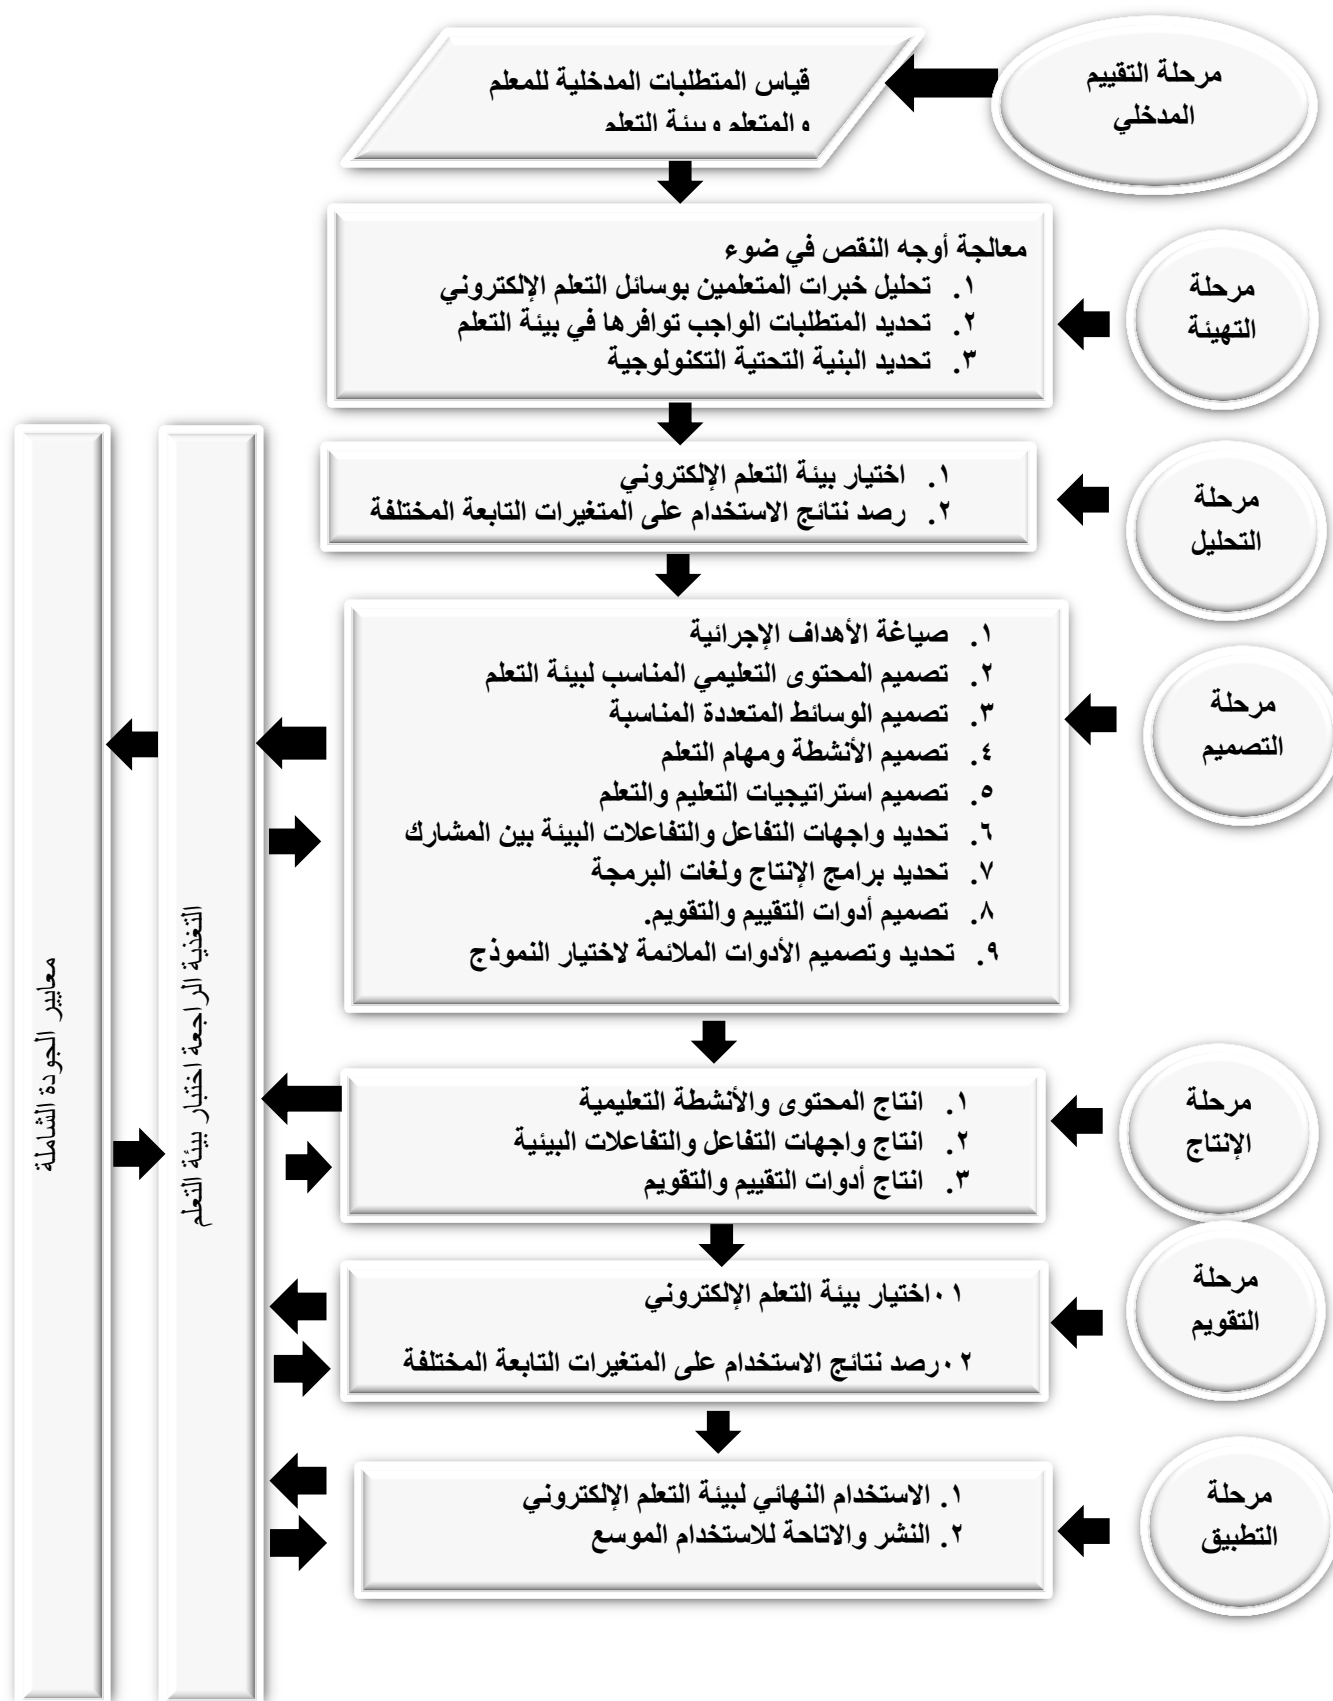 مرحلة التقييم
المدخلي
قياس المتطلبات المدخلية للمعلم
والمتعلم وبيئة التعلم
مرحلة
التهيئة
معالجة أوجه النقص في ضوء
١. تحليل خبرات المتعلمين بوسائل التعلم الإلكتروني
٢. تحديد المتطلبات الواجب توافرها في بيئة التعلم
٣. تحديد البنية التحتية التكنولوجية
مرحلة
التحليل
١. اختيار بيئة التعلم الإلكتروني
٢. رصد نتائج الاستخدام على المتغيرات التابعة المختلفة
مرحلة
التصميم
١. صياغة الأهداف الإجرائية
٢. تصميم المحتوى التعليمي المناسب لبيئة التعلم
٣. تصميم الوسائط المتعددة المناسبة
٤. تصميم الأنشطة ومهام التعلم
٥. تصميم استراتيجيات التعليم والتعلم
٦. تحديد واجهات التفاعل والتفاعلات البيئة بين المشارك
٧. تحديد برامج الإنتاج ولغات البرمجة
٨. تصميم أدوات التقييم والتقويم.
٩. تحديد وتصميم الأدوات الملائمة لاختيار النموذج
مرحلة
الإنتاج
١. انتاج المحتوى والأنشطة التعليمية
٢. انتاج واجهات التفاعل والتفاعلات البيئية
٣. انتاج أدوات التقييم والتقويم
مرحلة
التقويم
٠١اختيار بيئة التعلم الإلكتروني
٠٢رصد نتائج الاستخدام على المتغيرات التابعة المختلفة
مرحلة
التطبيق
١. الاستخدام النهائي لبيئة التعلم الإلكتروني
٢. النشر والاتاحة للاستخدام الموسع
التغذية الراجعة اختبار بيئة التعلم
معايير الجودة الشاملة